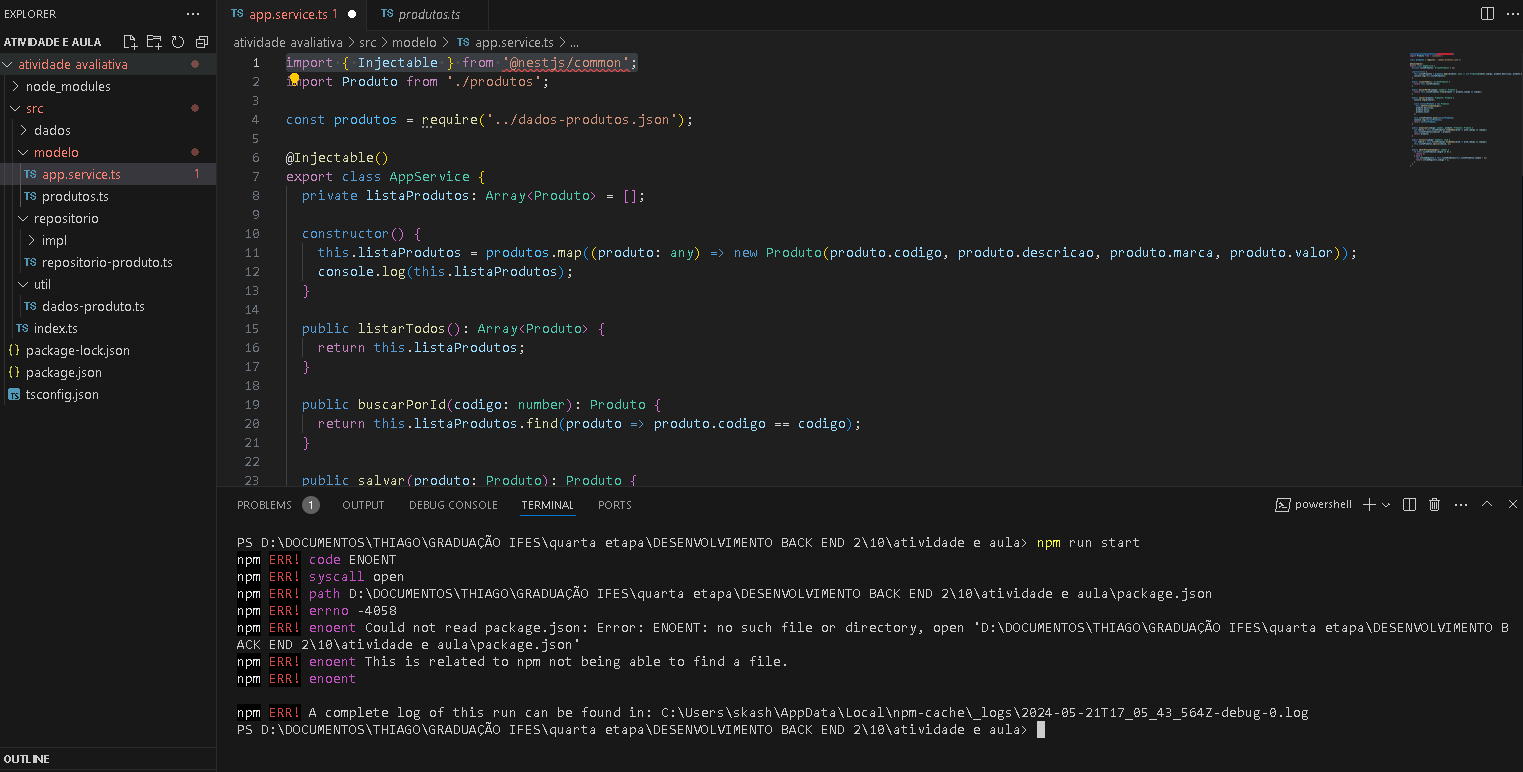 EXPLORER
ATIVIDADE E AULA
atividade avaliativa
node_modules
src
dados
modelo
TS app.service.ts 1
TS produtos.ts
repositorio
impl
TS repositorio-produto.ts
util
TS dados-produto.ts
TS index.ts
{} package-lock.json
{} package.json
TS tsconfig.json
OUTLINE
TS app.service.ts 1 ● TS produtos.ts
atividade avaliativa > src > modelo > TS app.service.ts > ...
1 import { Injectable } from '@nestjs/common';
2 import Produto from './produtos';
3
4 const produtos = require('../dados-produtos.json');
5
6 @Injectable()
7 export class AppService {
8 private listaProdutos: Array<Produto> = [];
9
10 constructor() {
11 this.listaProdutos = produtos.map((produto: any) => new Produto(produto.codigo, produto.descricao, produto.marca, produto.valor));
12 console.log(this.listaProdutos);
13 }
14
15 public listarTodos(): Array<Produto> {
16 return this.listaProdutos;
17 }
18
19 public buscarPorId(codigo: number): Produto {
20 return this.listaProdutos.find(produto => produto.codigo == codigo);
21 }
22
23 public salvar(produto: Produto): Produto {
PROBLEMS 1 OUTPUT DEBUG CONSOLE TERMINAL PORTS powershell
PS D:\DOCUMENTOS\THIAGO\GRADUAÇÃO IFES\quarta etapa\DESENVOLVIMENTO BACK END 2\10\atividade e aula> npm run start
npm ERR! code ENOENT
npm ERR! syscall open
npm ERR! path D:\DOCUMENTOS\THIAGO\GRADUAÇÃO IFES\quarta etapa\DESENVOLVIMENTO BACK END 2\10\atividade e aula\package.json
npm ERR! errno -4058
npm ERR! enoent Could not read package.json: Error: ENOENT: no such file or directory, open 'D:\DOCUMENTOS\THIAGO\GRADUAÇÃO IFES\quarta etapa\DESENVOLVIMENTO B
ACK END 2\10\atividade e aula\package.json'
npm ERR! enoent This is related to npm not being able to find a file.
npm ERR! enoent
npm ERR! A complete log of this run can be found in: C:\Users\skash\AppData\Local\npm-cache\_logs\2024-05-21T17_05_43_564Z-debug-0.log
PS D:\DOCUMENTOS\THIAGO\GRADUAÇÃO IFES\quarta etapa\DESENVOLVIMENTO BACK END 2\10\atividade e aula>